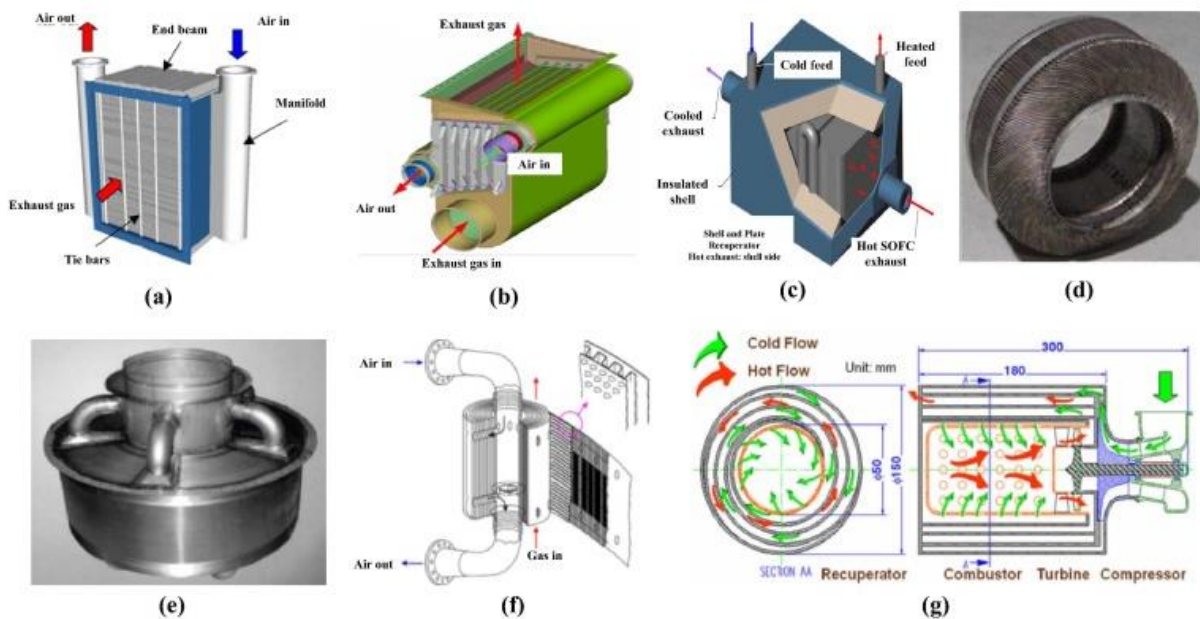 Air out
End beam
Air in
Manifold
Exhaust gas
Tie bars
(a)
Exhaust gas
Air in
Air out
Exhaust gas in
(b)
Cold feed
Heated
feed
Cooled
exhaust
Insulated
shell
Shell and Plate
Recuperator
Hot exhaust: shell side
Hot SOFC
exhaust
(c)
(d)
(e)
Air in
Gas in
Air out
(f)
Cold Flow
Hot Flow
Unit: mm
300
180
A
ϕ50
ϕ150
A
SECTION AA
Recuperator
Combustor
Turbine
Compressor
(g)